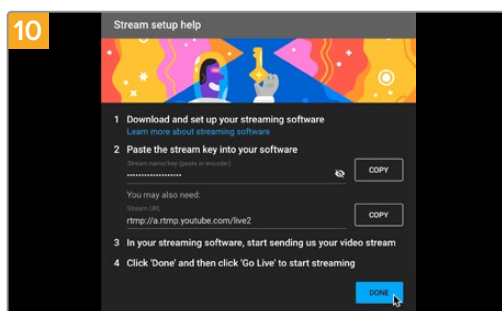 10
Stream setup help
1 Download and set up your streaming software
Learn more about streaming software
2 Paste the stream key into your software
Stream name/key (paste in encoder)
••••••••••••••••••••
COPY
You may also need:
Stream URL
rtmp://a.rtmp.youtube.com/live2
COPY
3 In your streaming software, start sending us your video stream
4 Click 'Done' and then click 'Go Live' to start streaming
DONE